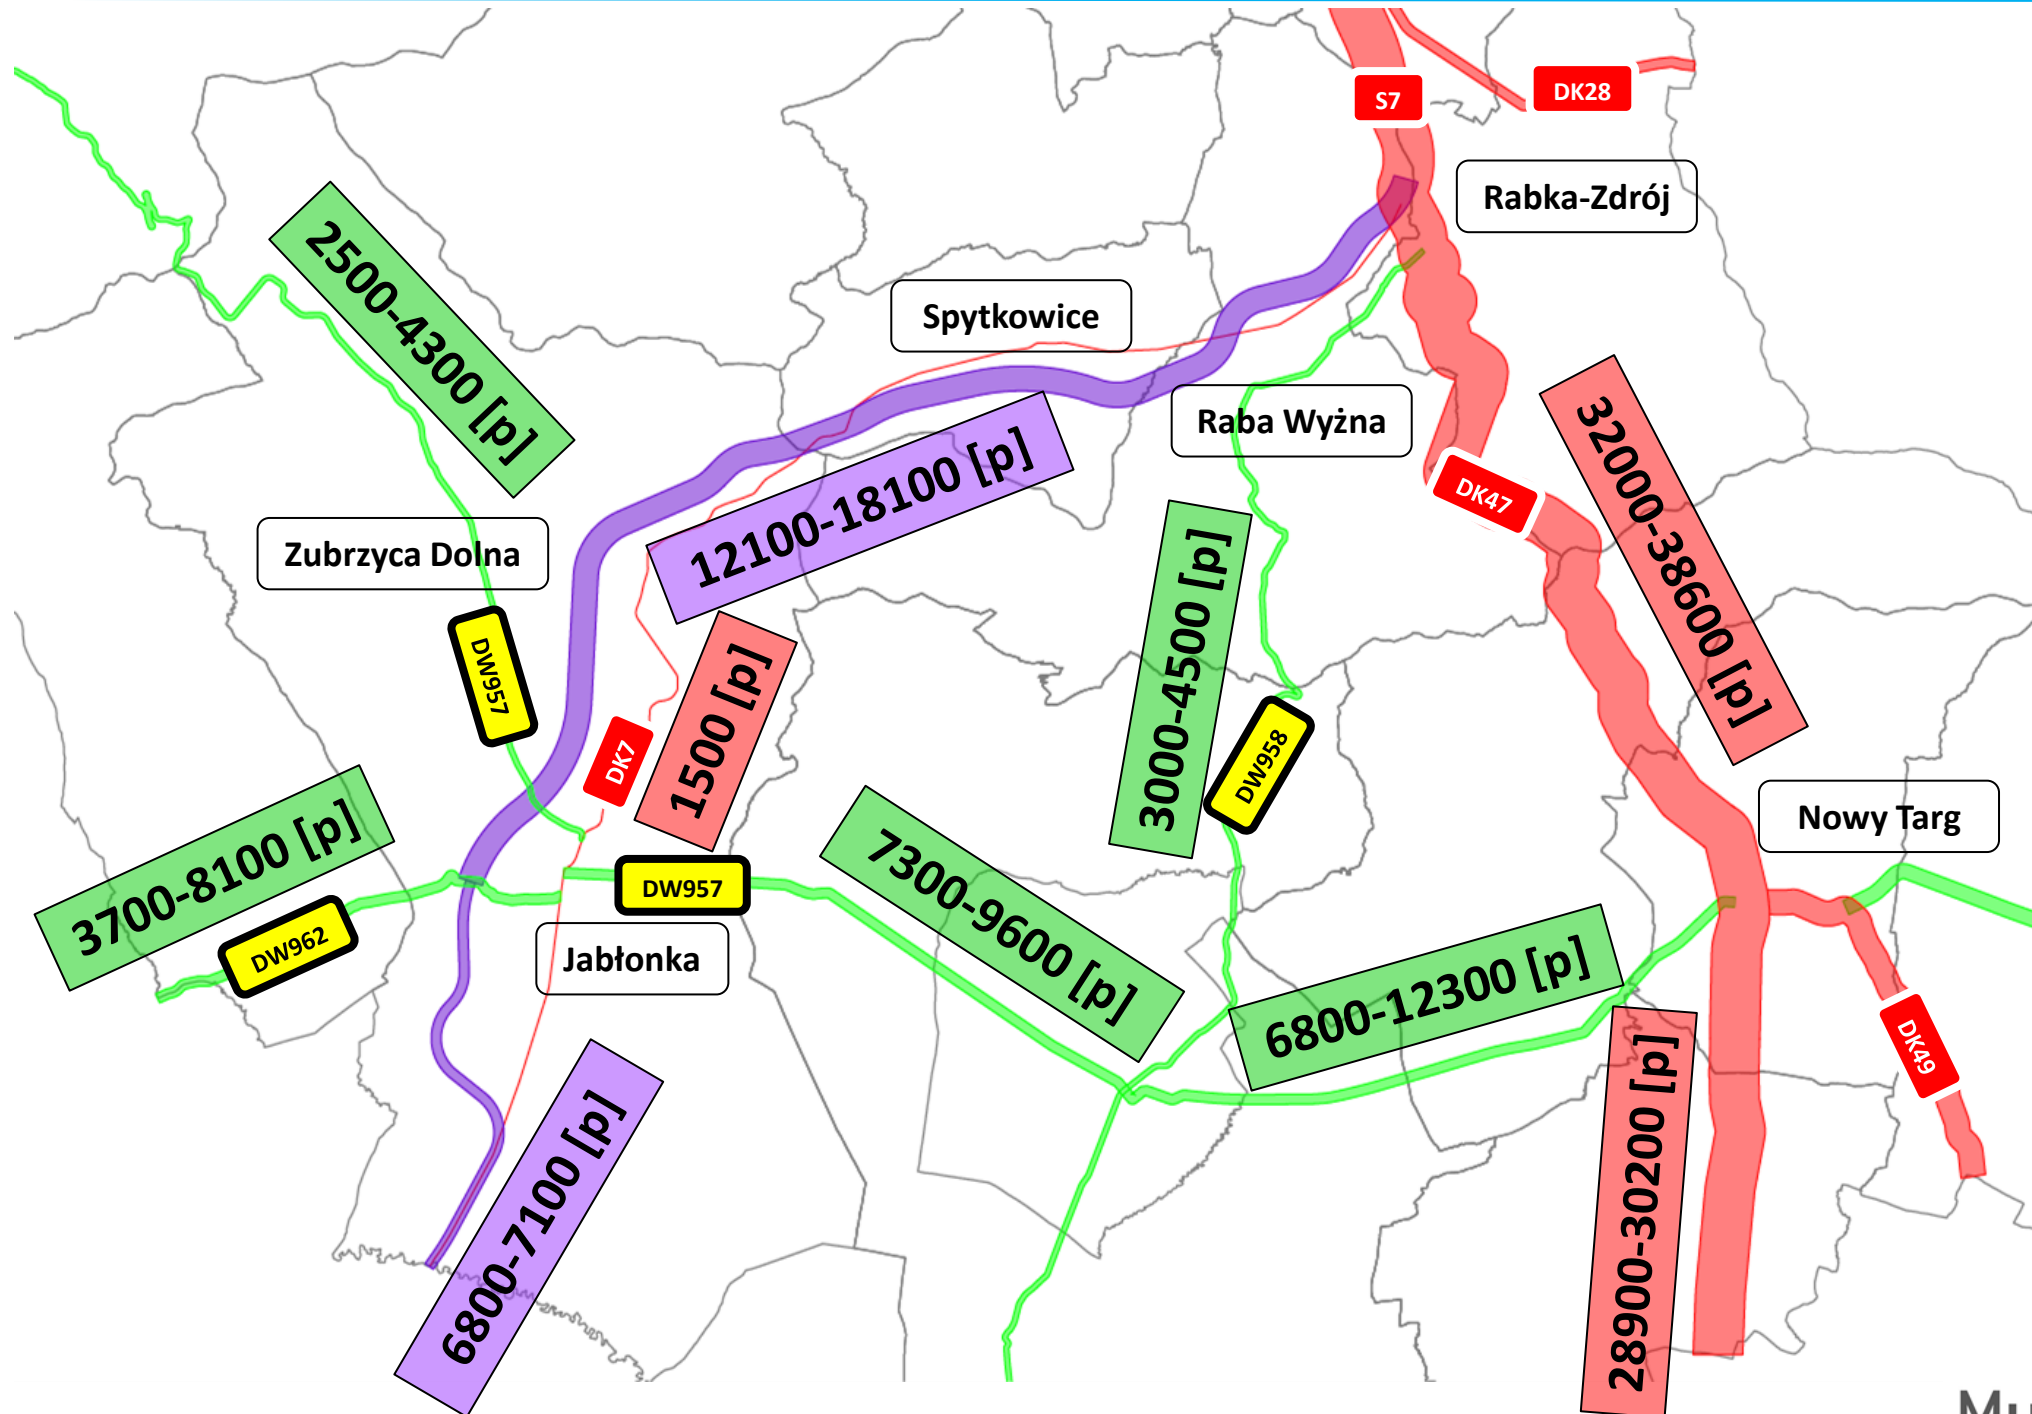 S7
DK28
Rabka-Zdrój
2500-4300 [p]
Spytkowice
Raba Wyżna
32000-38600 [p]
DK47
12100-18100 [p]
Zubrzyca Dolna
3000-4500 [p]
DW957
1500 [p]
DK7
DW958
Nowy Targ
3700-8100 [p]
7300-9600 [p]
DW957
DW962
Jabłonka
6800-12300 [p]
DK49
6800-7100 [p]
28900-30200 [p]